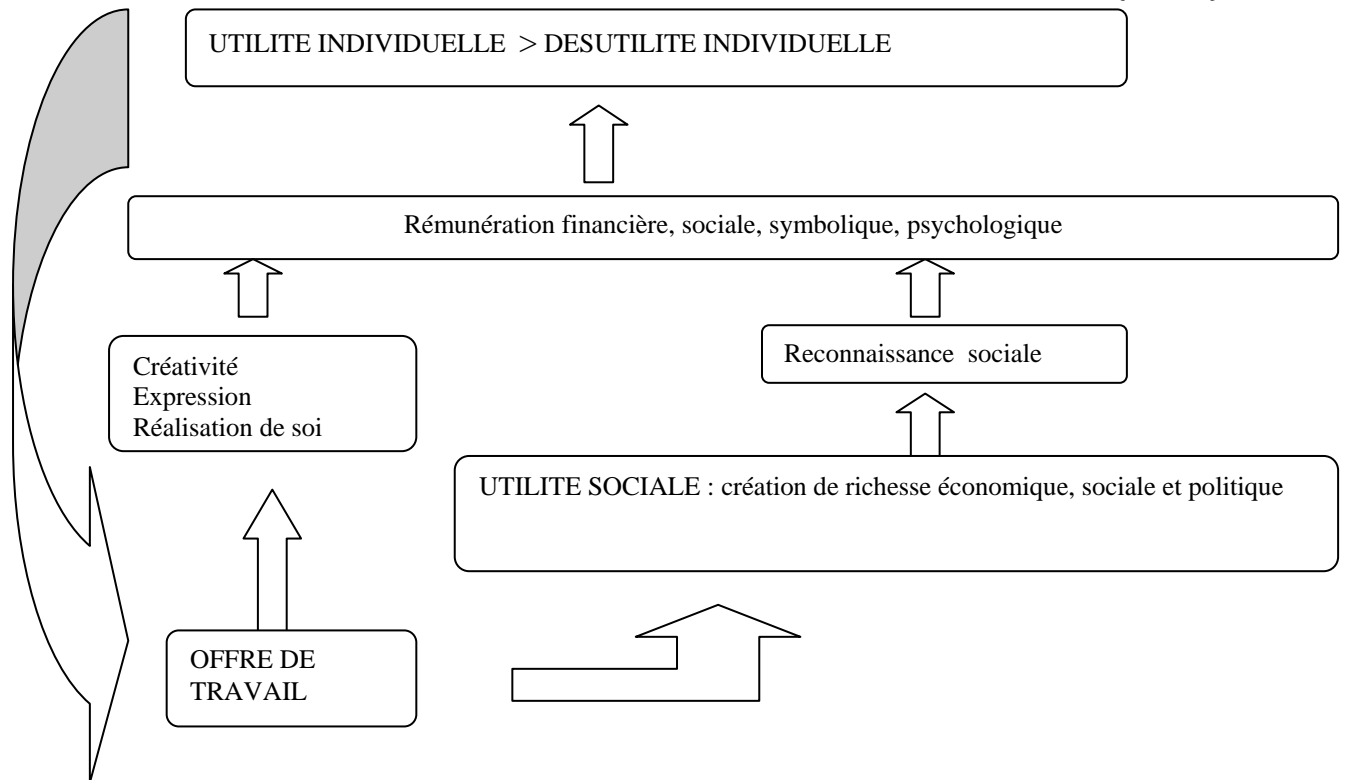 UTILITE INDIVIDUELLE > DESUTILITE INDIVIDUELLE
Rémunération financière, sociale, symbolique, psychologique
Créativité
Expression
Réalisation de soi
Reconnaissance sociale
UTILITE SOCIALE : création de richesse économique, sociale et politique
OFFRE DE
TRAVAIL